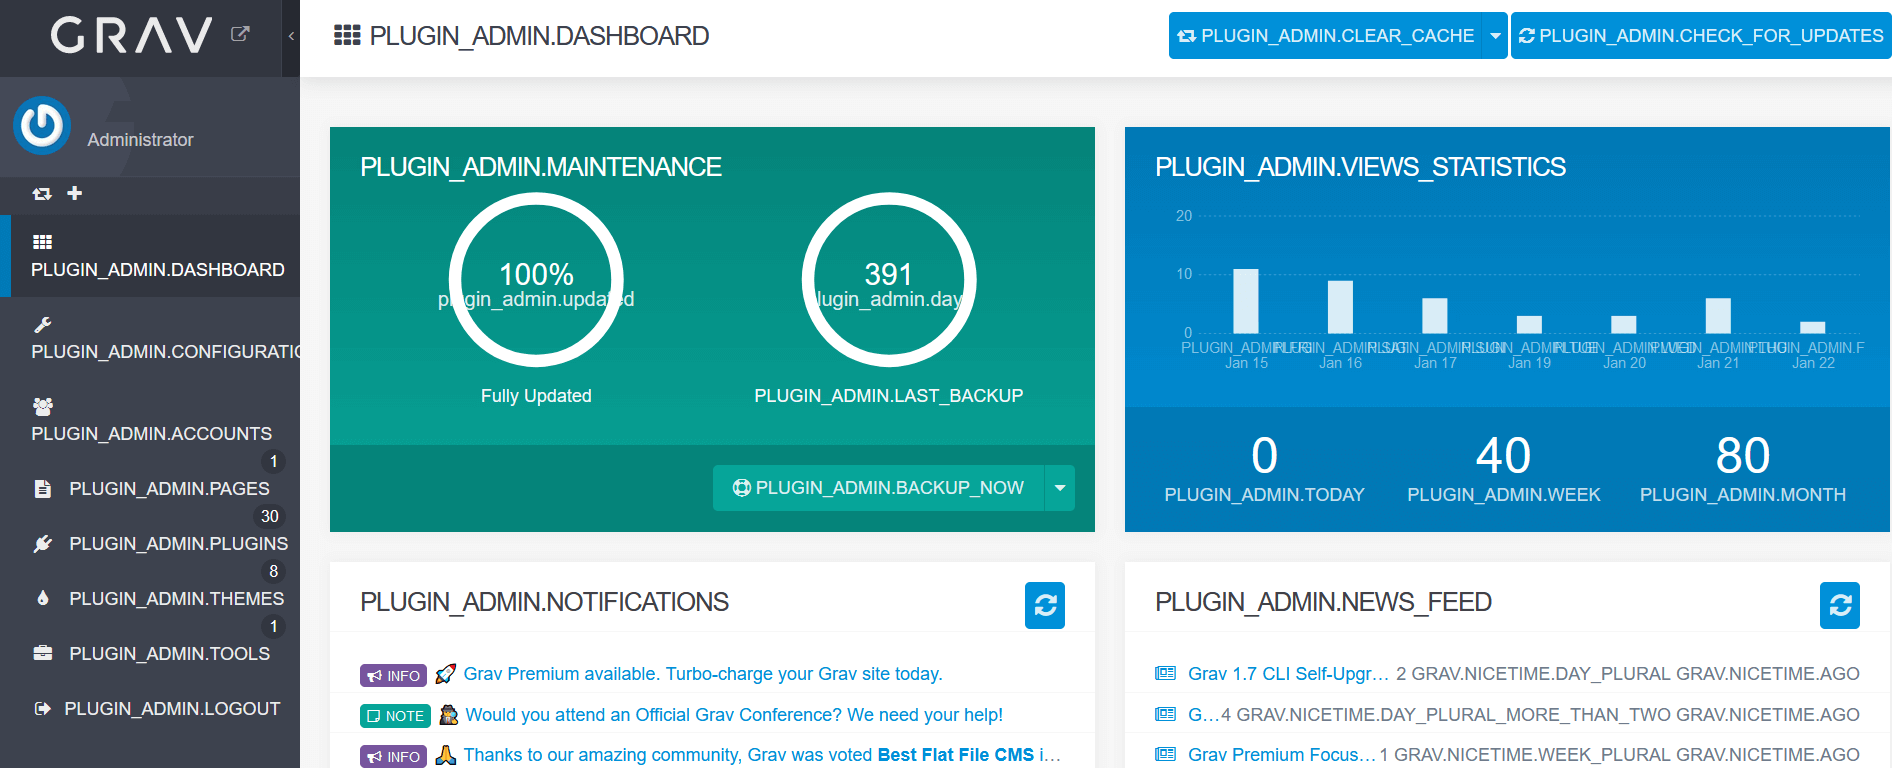 GRAV
Administrator
PLUGIN_ADMIN.DASHBOARD
PLUGIN_ADMIN.CONFIGURATIO
PLUGIN_ADMIN.ACCOUNTS
1
PLUGIN_ADMIN.PAGES
30
PLUGIN_ADMIN.PLUGINS
8
PLUGIN_ADMIN.THEMES
1
PLUGIN_ADMIN.TOOLS
PLUGIN_ADMIN.LOGOUT
PLUGIN_ADMIN.DASHBOARD
PLUGIN_ADMIN.CLEAR_CACHE
PLUGIN_ADMIN.CHECK_FOR_UPDATES
PLUGIN_ADMIN.MAINTENANCE
100%
plugin_admin.updated
Fully Updated
391
lugin_admin.day
PLUGIN_ADMIN.LAST_BACKUP
PLUGIN_ADMIN.BACKUP_NOW
PLUGIN_ADMIN.VIEWS_STATISTICS
20
10
0
Jan 15 Jan 16 Jan 17 Jan 19 Jan 20 Jan 21 Jan 22
0 40 80
PLUGIN_ADMIN.TODAY PLUGIN_ADMIN.WEEK PLUGIN_ADMIN.MONTH
PLUGIN_ADMIN.NOTIFICATIONS
INFO Grav Premium available. Turbo-charge your Grav site today.
NOTE Would you attend an Official Grav Conference? We need your help!
INFO Thanks to our amazing community, Grav was voted Best Flat File CMS i…
PLUGIN_ADMIN.NEWS_FEED
Grav 1.7 CLI Self-Upgr… 2 GRAV.NICETIME.DAY_PLURAL GRAV.NICETIME.AGO
G… 4 GRAV.NICETIME.DAY_PLURAL_MORE_THAN_TWO GRAV.NICETIME.AGO
Grav Premium Focus… 1 GRAV.NICETIME.WEEK_PLURAL GRAV.NICETIME.AGO